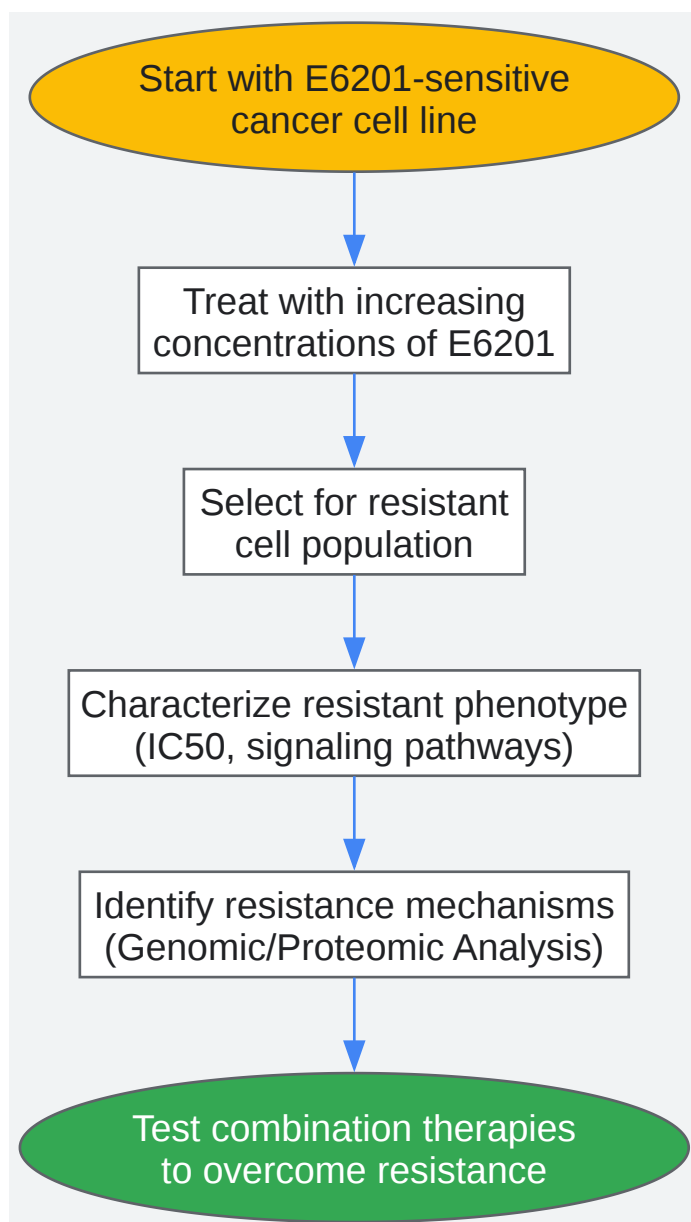 Start with E6201-sensitive
cancer cell line
Treat with increasing
concentrations of E6201
Select for resistant
cell population
Characterize resistant phenotype
(IC50, signaling pathways)
Identify resistance mechanisms
(Genomic/Proteomic Analysis)
Test combination therapies
to overcome resistance